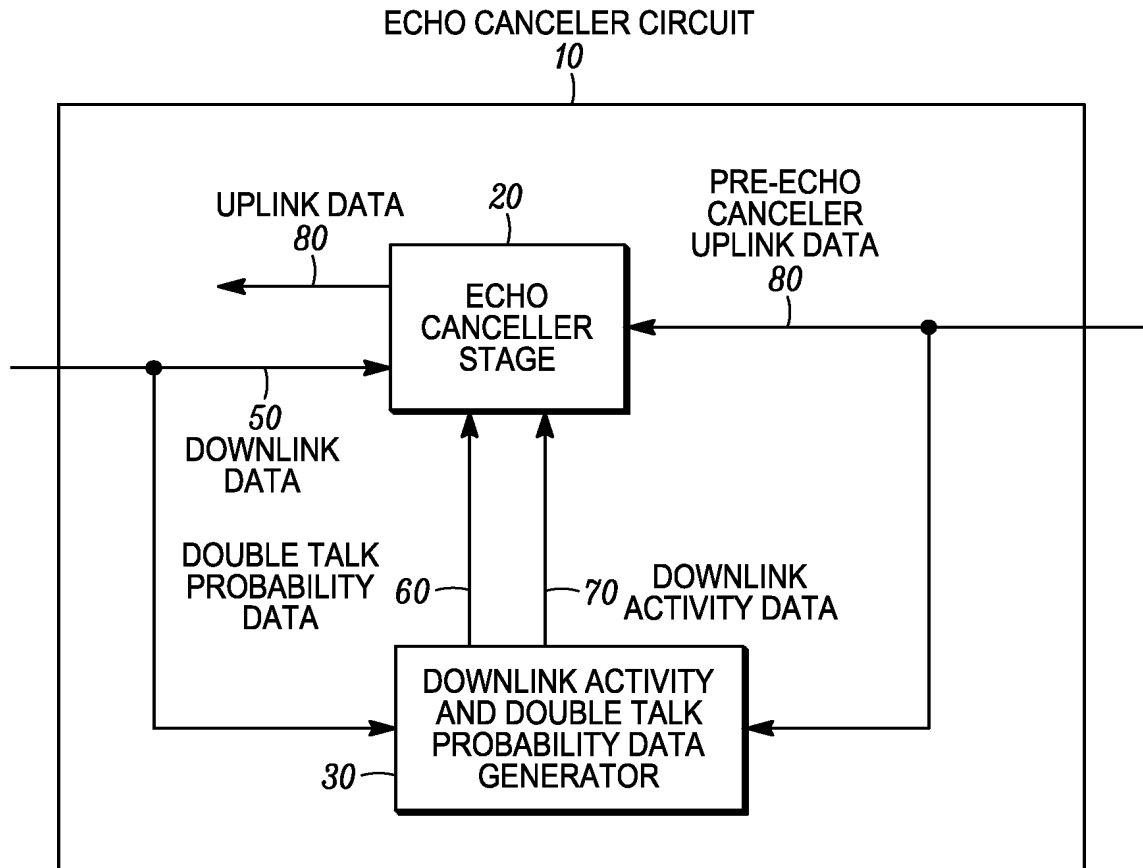 ECHO CANCELER CIRCUIT
10
UPLINK DATA
80
20
PRE-ECHO
CANCELER
UPLINK DATA
80
ECHO
CANCELLER
STAGE
50
DOWNLINK
DATA
DOUBLE TALK
PROBABILITY
DATA
60
70
DOWNLINK
ACTIVITY DATA
DOWNLINK ACTIVITY
AND DOUBLE TALK
PROBABILITY DATA
GENERATOR
30